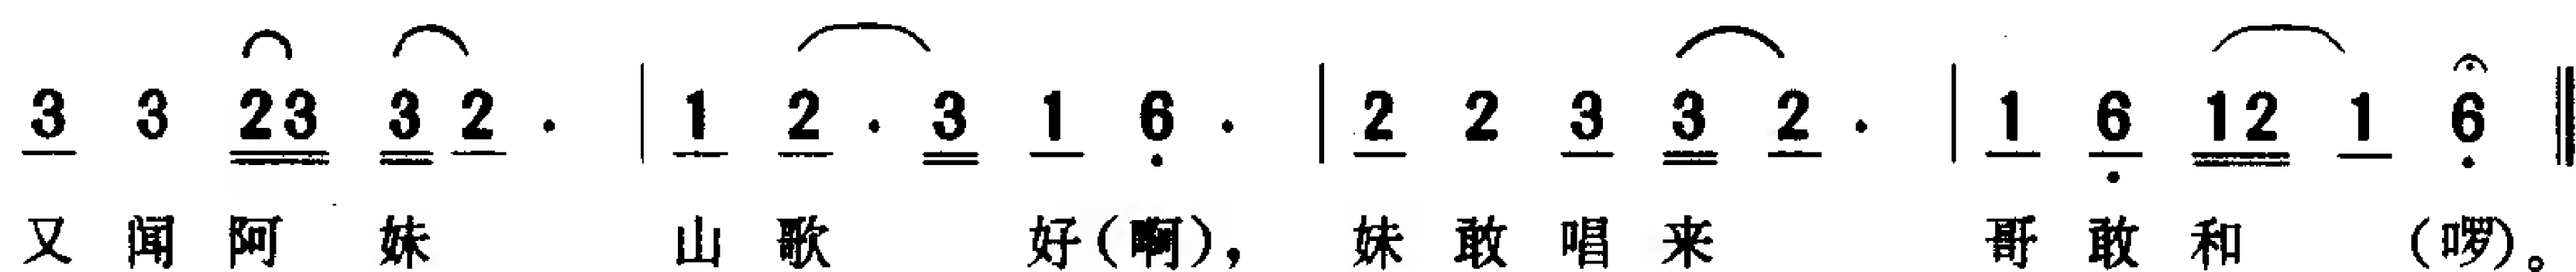 3 3 23 3 2 . | 1 2 . 3 1 6 . | 2 2 3 3 2 . | 1 6 12 1 6 ‖
又闻阿妹 山歌 好(啊)，妹敢唱来 哥敢和 (啰)。